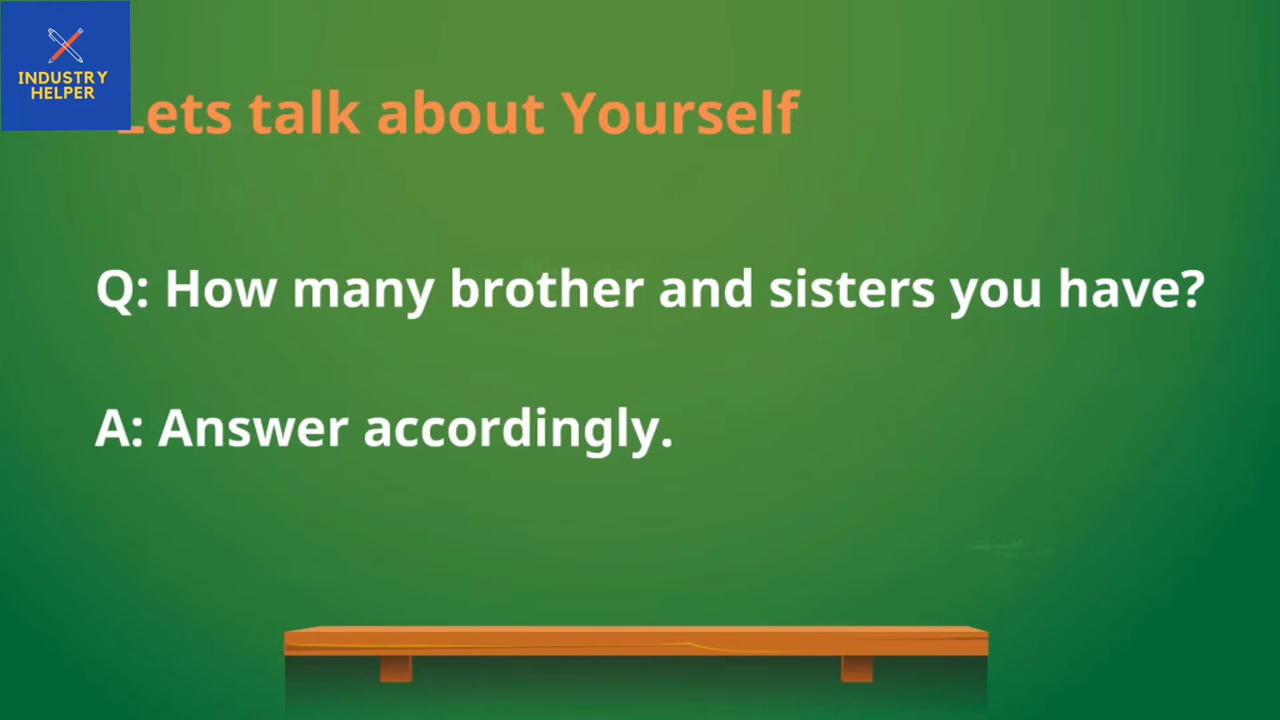 INDUSTRY
HELPER
Lets talk about Yourself
Q: How many brother and sisters you have?
A: Answer accordingly.